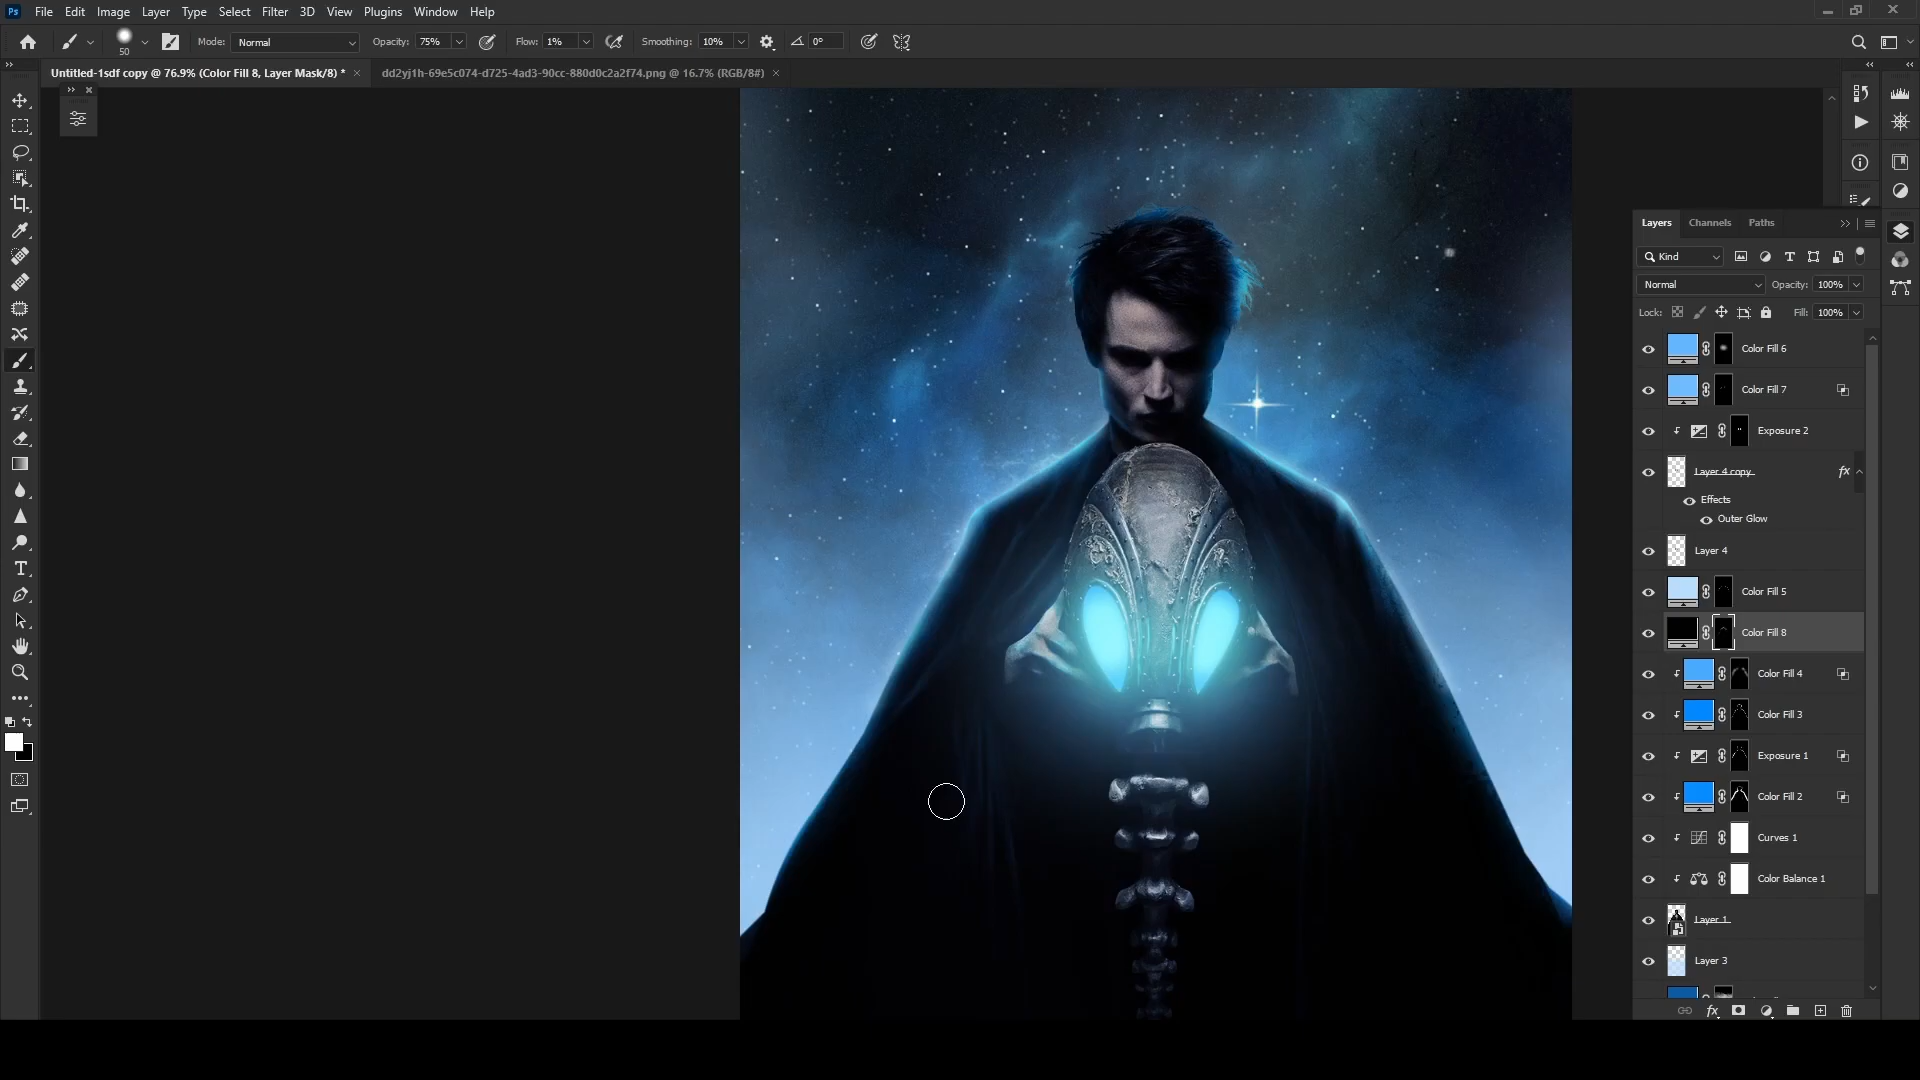 Ps File Edit Image Layer Type Select Filter 3D View Plugins Window Help
50 Mode: Normal Opacity: 75% Flow: 1% Smoothing: 10% 0°
Untitled-1sdf copy @ 76.9% (Color Fill 8, Layer Mask/8) * × dd2yj1h-69e5c074-d725-4ad3-90cc-880d0c2a2f74.png @ 16.7% (RGB/8#) ×
Layers Channels Paths
Kind
Normal Opacity: 100%
Lock: Fill: 100%
Color Fill 6
Color Fill 7
Exposure 2
Layer 4 copy fx
Effects
Outer Glow
Layer 4
Color Fill 5
Color Fill 8
Color Fill 4
Color Fill 3
Exposure 1
Color Fill 2
Curves 1
Color Balance 1
Layer 1
Layer 3
fx